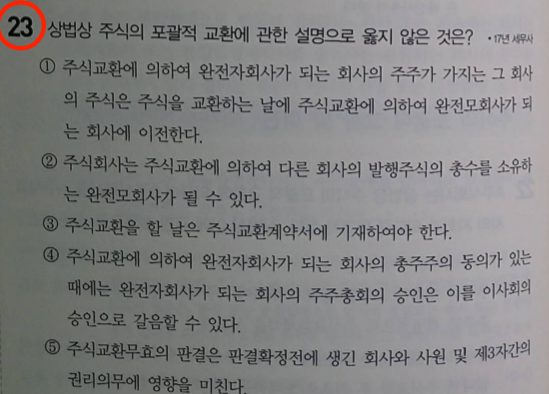 23 상법상 주식의 포괄적 교환에 관한 설명으로 옳지 않은 것은? •17년 세무사
① 주식교환에 의하여 완전자회사가 되는 회사의 주주가 가지는 그 회사
의 주식은 주식을 교환하는 날에 주식교환에 의하여 완전모회사가 되
는 회사에 이전한다.
② 주식회사는 주식교환에 의하여 다른 회사의 발행주식의 총수를 소유하
는 완전모회사가 될 수 있다.
③ 주식교환을 할 날은 주식교환계약서에 기재하여야 한다.
④ 주식교환에 의하여 완전자회사가 되는 회사의 총주주의 동의가 있는
때에는 완전자회사가 되는 회사의 주주총회의 승인은 이를 이사회의
승인으로 갈음할 수 있다.
⑤ 주식교환무효의 판결은 판결확정전에 생긴 회사와 사원 및 제3자간의
권리의무에 영향을 미친다.